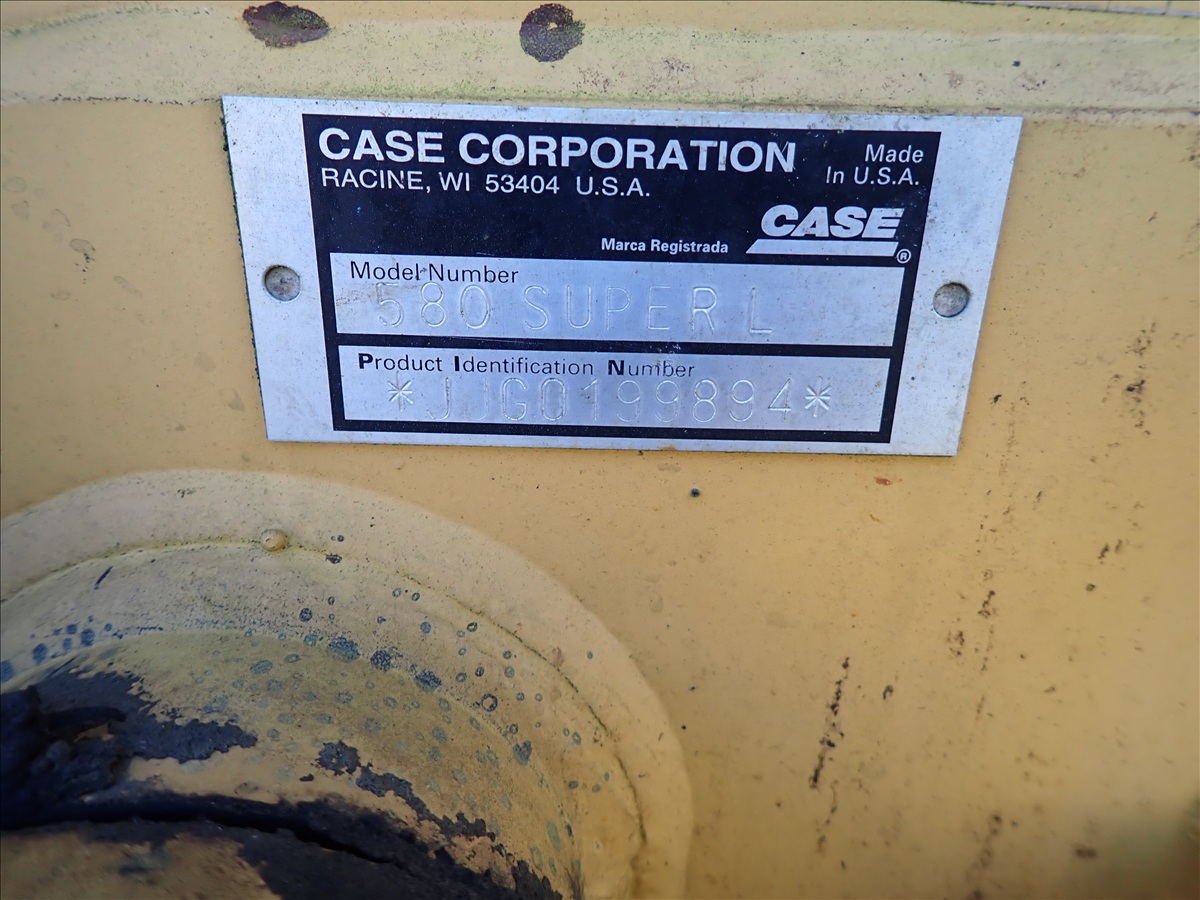 CASE CORPORATION
Made
In U.S.A.
RACINE, WI 53404 U.S.A.
CASE
®
Marca Registrada
Model Number
580 SUPER L
Product Identification Number
*JJG0199894*